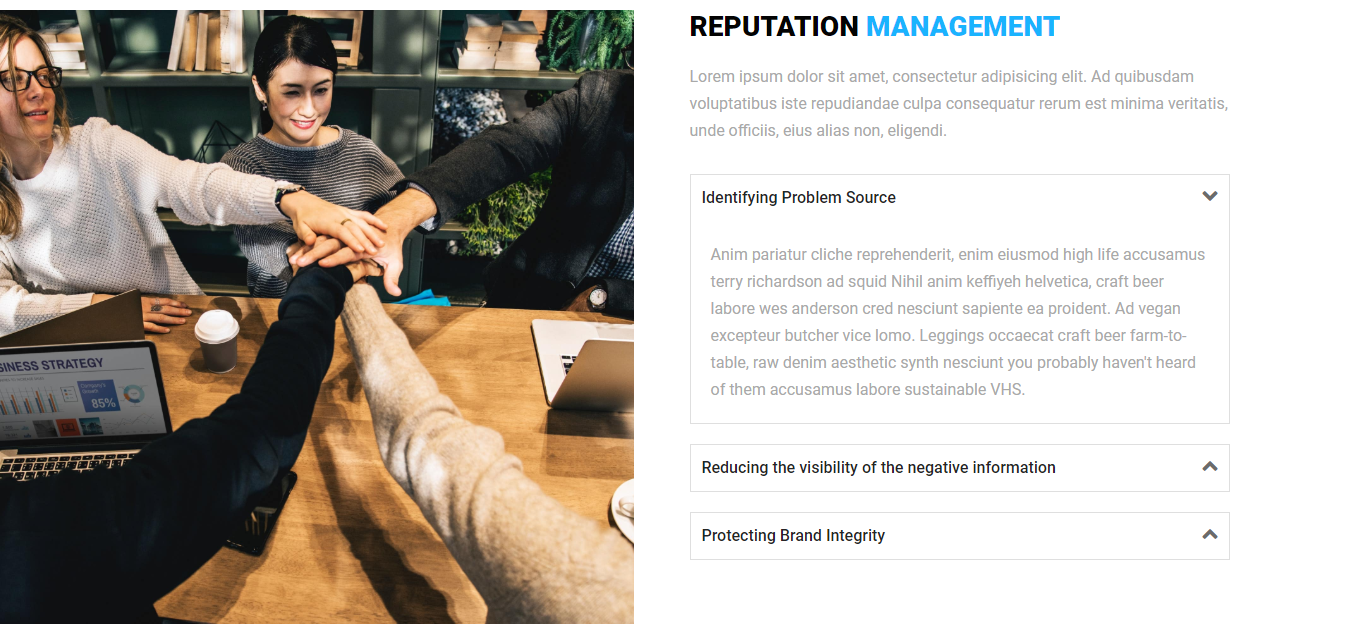 REPUTATION MANAGEMENT
Lorem ipsum dolor sit amet, consectetur adipisicing elit. Ad quibusdam
voluptatibus iste repudiandae culpa consequatur rerum est minima veritatis,
unde officiis, eius alias non, eligendi.
Identifying Problem Source
Anim pariatur cliche reprehenderit, enim eiusmod high life accusamus
terry richardson ad squid Nihil anim keffiyeh helvetica, craft beer
labore wes anderson cred nesciunt sapiente ea proident. Ad vegan
excepteur butcher vice lomo. Leggings occaecat craft beer farm-to-
table, raw denim aesthetic synth nesciunt you probably haven't heard
of them accusamus labore sustainable VHS.
Reducing the visibility of the negative information
Protecting Brand Integrity
SINESS STRATEGY
85%